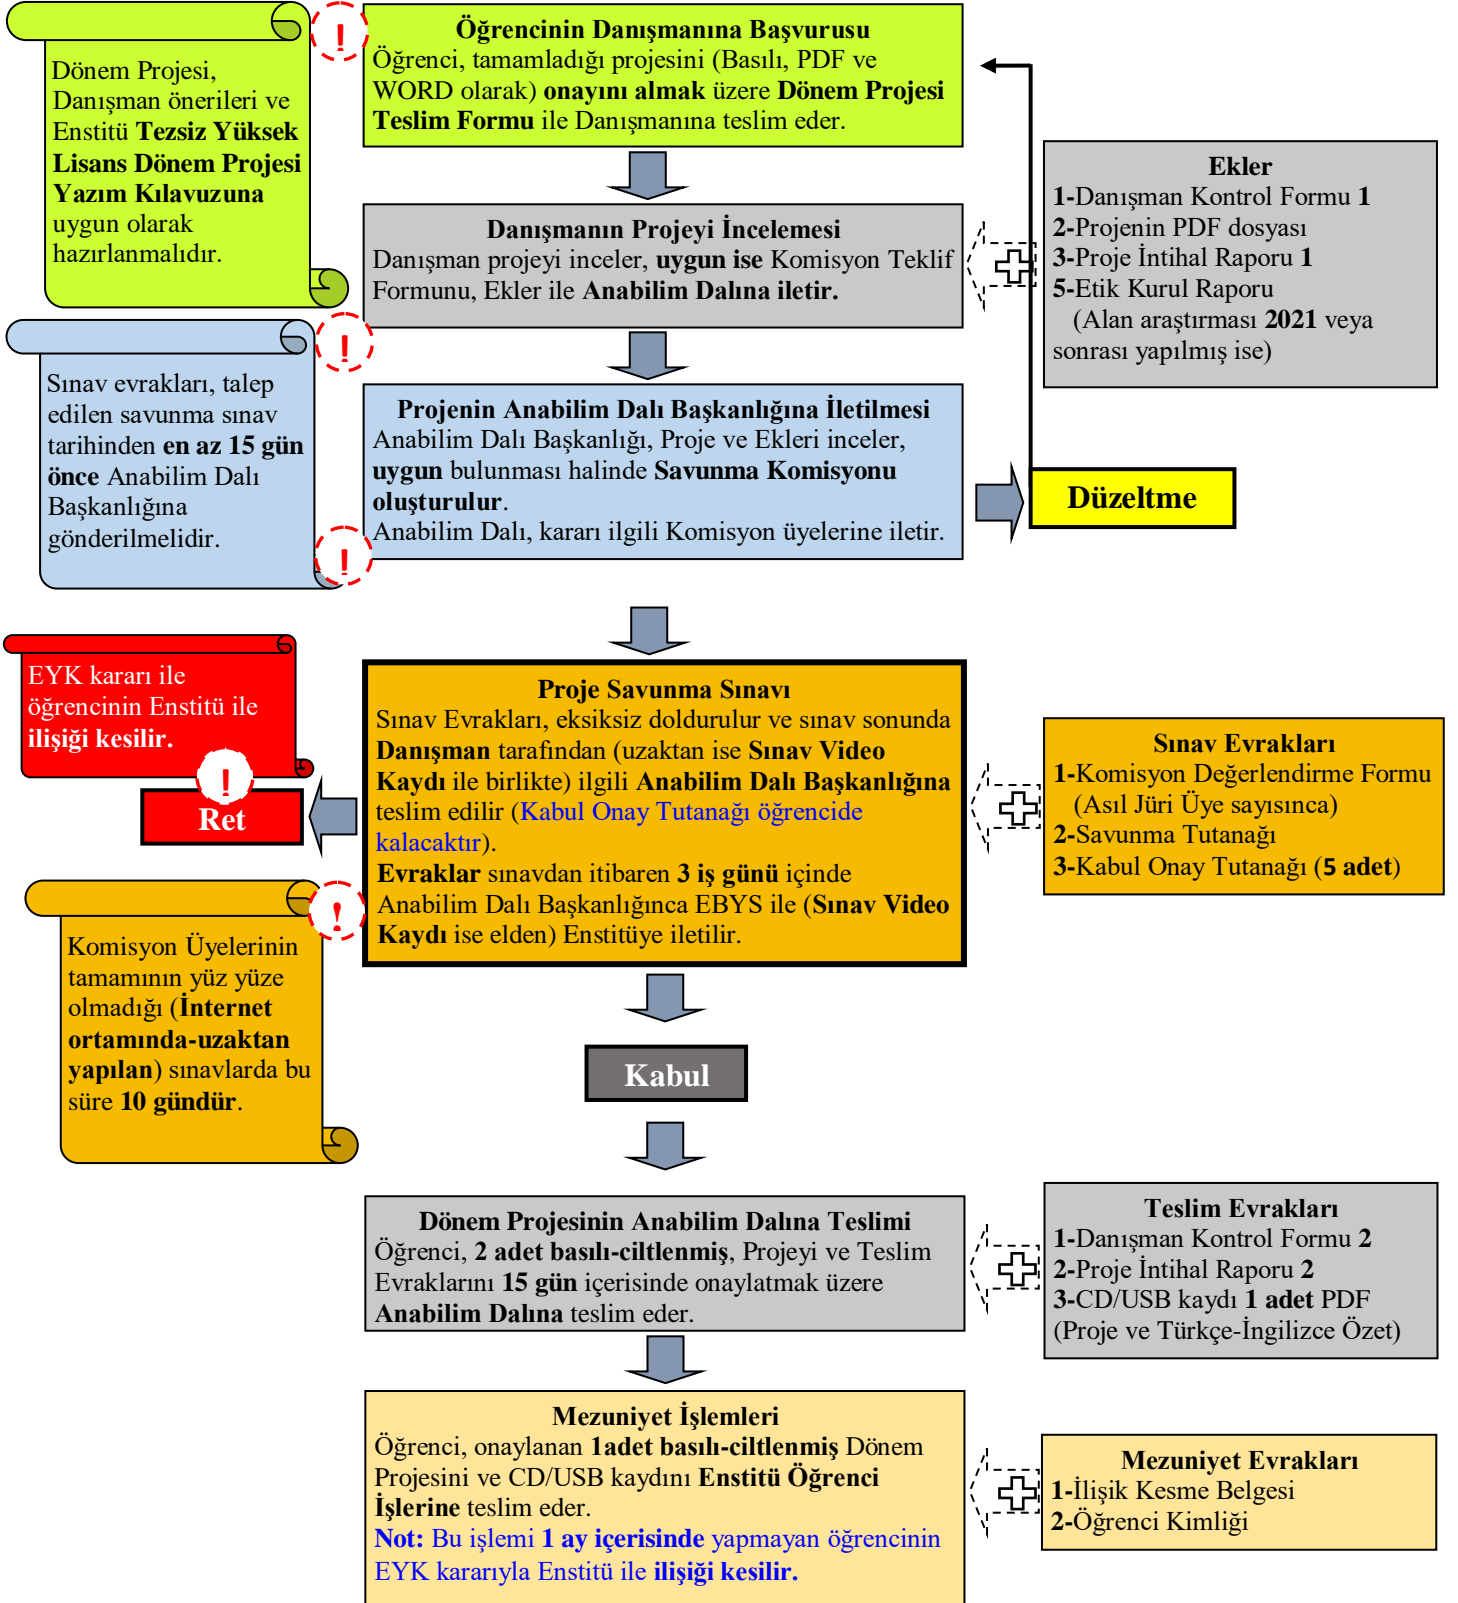 Öğrencinin Danışmanına Başvurusu
Öğrenci, tamamladığı projesini (Basılı, PDF ve
WORD olarak) onayını almak üzere Dönem Projesi
Teslim Formu ile Danışmanına teslim eder.
!
Dönem Projesi,
Danışman önerileri ve
Enstitü Tezsiz Yüksek
Lisans Dönem Projesi
Yazım Kılavuzuna
uygun olarak
hazırlanmalıdır.
Danışmanın Projeyi İncelemesi
Danışman projeyi inceler, uygun ise Komisyon Teklif
Formunu, Ekler ile Anabilim Dalına iletir.
Ekler
1-Danışman Kontrol Formu 1
2-Projenin PDF dosyası
3-Proje İntihal Raporu 1
5-Etik Kurul Raporu
(Alan araştırması 2021 veya
sonrası yapılmış ise)
!
Sınav evrakları, talep
edilen savunma sınav
tarihinden en az 15 gün
önce Anabilim Dalı
Başkanlığına
gönderilmelidir.
!
Projenin Anabilim Dalı Başkanlığına İletilmesi
Anabilim Dalı Başkanlığı, Proje ve Ekleri inceler,
uygun bulunması halinde Savunma Komisyonu
oluşturulur.
Anabilim Dalı, kararı ilgili Komisyon üyelerine iletir.
Düzeltme
EYK kararı ile
öğrencinin Enstitü ile
ilişiği kesilir.
!
Ret
Proje Savunma Sınavı
Sınav Evrakları, eksiksiz doldurulur ve sınav sonunda
Danışman tarafından (uzaktan ise Sınav Video
Kaydı ile birlikte) ilgili Anabilim Dalı Başkanlığına
teslim edilir (Kabul Onay Tutanağı öğrencide
kalacaktır).
Evraklar sınavdan itibaren 3 iş günü içinde
Anabilim Dalı Başkanlığınca EBYS ile (Sınav Video
Kaydı ise elden) Enstitüye iletilir.
Sınav Evrakları
1-Komisyon Değerlendirme Formu
(Asıl Jüri Üye sayısınca)
2-Savunma Tutanağı
3-Kabul Onay Tutanağı (5 adet)
!
Komisyon Üyelerinin
tamamının yüz yüze
olmadığı (İnternet
ortamında-uzaktan
yapılan) sınavlarda bu
süre 10 gündür.
Kabul
Dönem Projesinin Anabilim Dalına Teslimi
Öğrenci, 2 adet basılı-ciltlenmiş, Projeyi ve Teslim
Evraklarını 15 gün içerisinde onaylatmak üzere
Anabilim Dalına teslim eder.
Teslim Evrakları
1-Danışman Kontrol Formu 2
2-Proje İntihal Raporu 2
3-CD/USB kaydı 1 adet PDF
(Proje ve Türkçe-İngilizce Özet)
Mezuniyet İşlemleri
Öğrenci, onaylanan 1adet basılı-ciltlenmiş Dönem
Projesini ve CD/USB kaydını Enstitü Öğrenci
İşlerine teslim eder.
Not: Bu işlemi 1 ay içerisinde yapmayan öğrencinin
EYK kararıyla Enstitü ile ilişiği kesilir.
Mezuniyet Evrakları
1-İlişik Kesme Belgesi
2-Öğrenci Kimliği